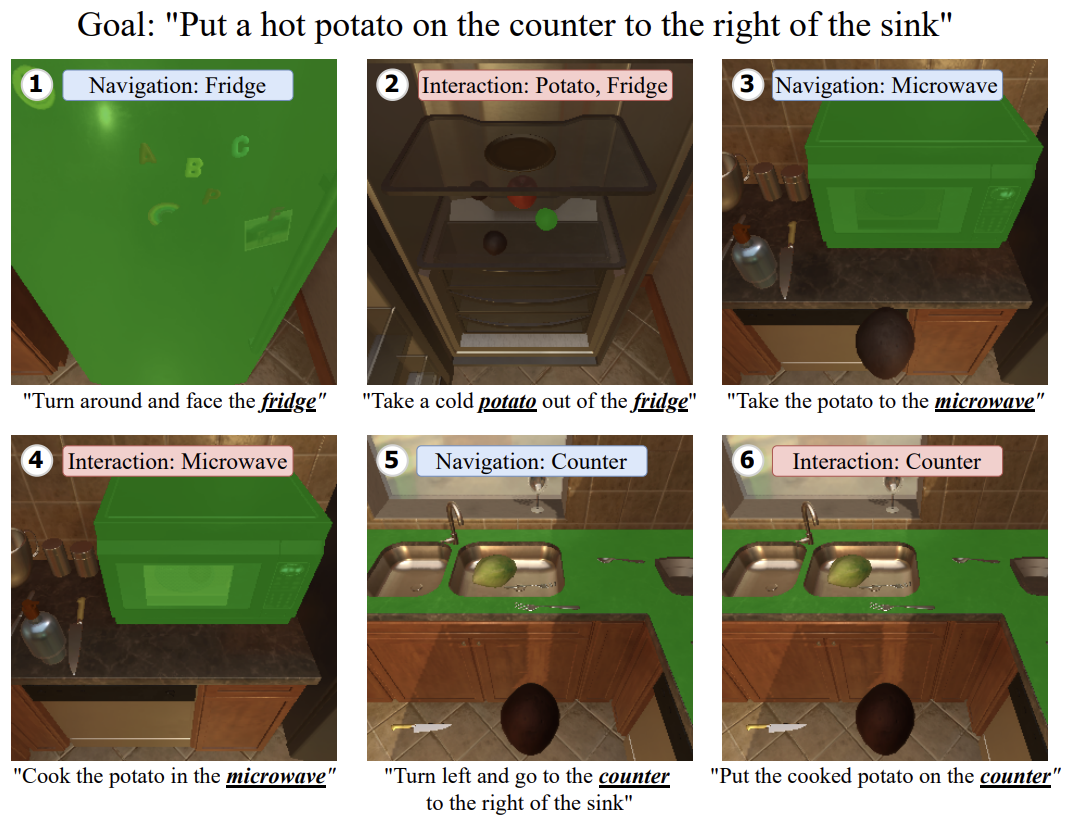 Goal: "Put a hot potato on the counter to the right of the sink"
1 Navigation: Fridge
A B C
"Turn around and face the fridge"
2 Interaction: Potato, Fridge
"Take a cold potato out of the fridge"
3 Navigation: Microwave
"Take the potato to the microwave"
4 Interaction: Microwave
"Cook the potato in the microwave"
5 Navigation: Counter
"Turn left and go to the counter
to the right of the sink"
6 Interaction: Counter
"Put the cooked potato on the counter"